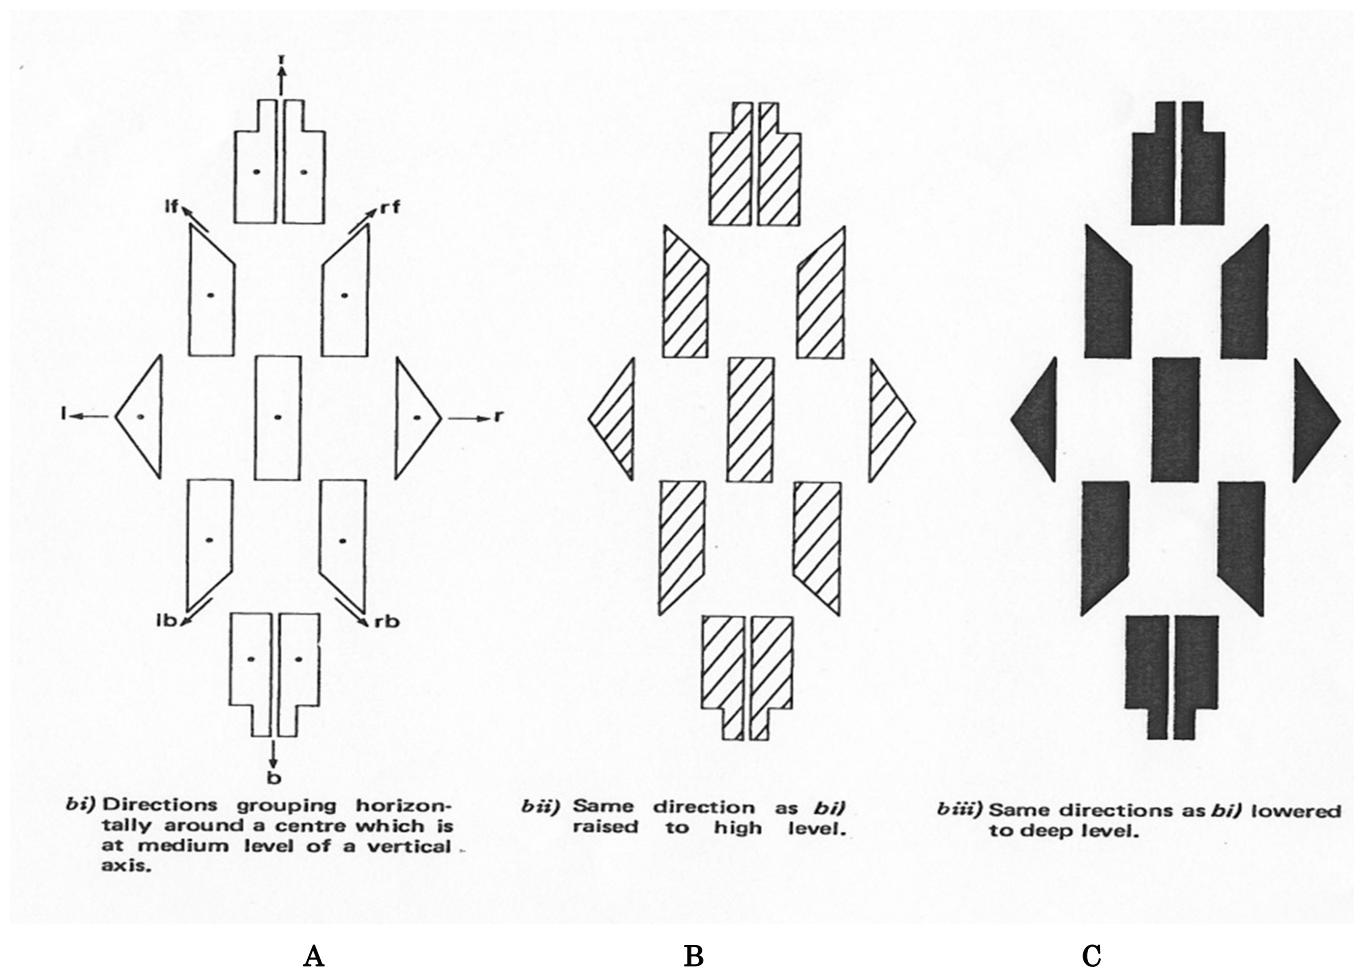 lf
rf
l
r
lb
rb
b
bi) Directions grouping horizon-
tally around a centre which is
at medium level of a vertical
axis.
bii) Same direction as bi)
raised to high level.
biii) Same directions as bi) lowered
to deep level.
A
B
C